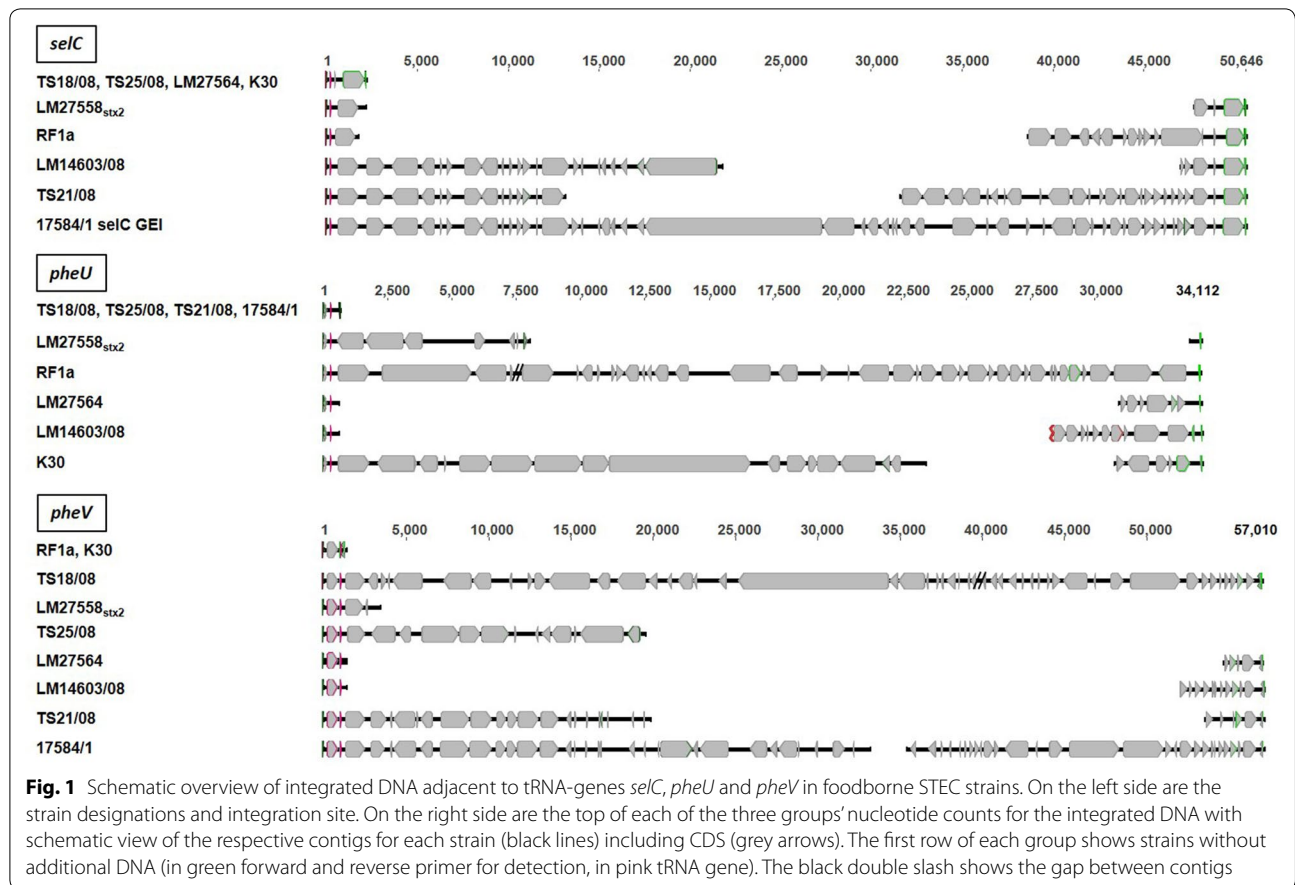 selC
1 5,000 10,000 15,000 20,000 25,000 30,000 35,000 40,000 45,000 50,646
TS18/08, TS25/08, LM27564, K30
LM27558stx2
RF1a
LM14603/08
TS21/08
17584/1 selC GEI
pheU
1 2,500 5,000 7,500 10,000 12,500 15,000 17,500 20,000 22,500 25,000 27,500 30,000 34,112
TS18/08, TS25/08, TS21/08, 17584/1
LM27558stx2
RF1a
LM27564
LM14603/08
K30
pheV
1 5,000 10,000 15,000 20,000 25,000 30,000 35,000 40,000 45,000 50,000 57,010
RF1a, K30
TS18/08
LM27558stx2
TS25/08
LM27564
LM14603/08
TS21/08
17584/1
Fig. 1 Schematic overview of integrated DNA adjacent to tRNA-genes selC, pheU and pheV in foodborne STEC strains. On the left side are the
strain designations and integration site. On the right side are the top of each of the three groups' nucleotide counts for the integrated DNA with
schematic view of the respective contigs for each strain (black lines) including CDS (grey arrows). The first row of each group shows strains without
additional DNA (in green forward and reverse primer for detection, in pink tRNA gene). The black double slash shows the gap between contigs